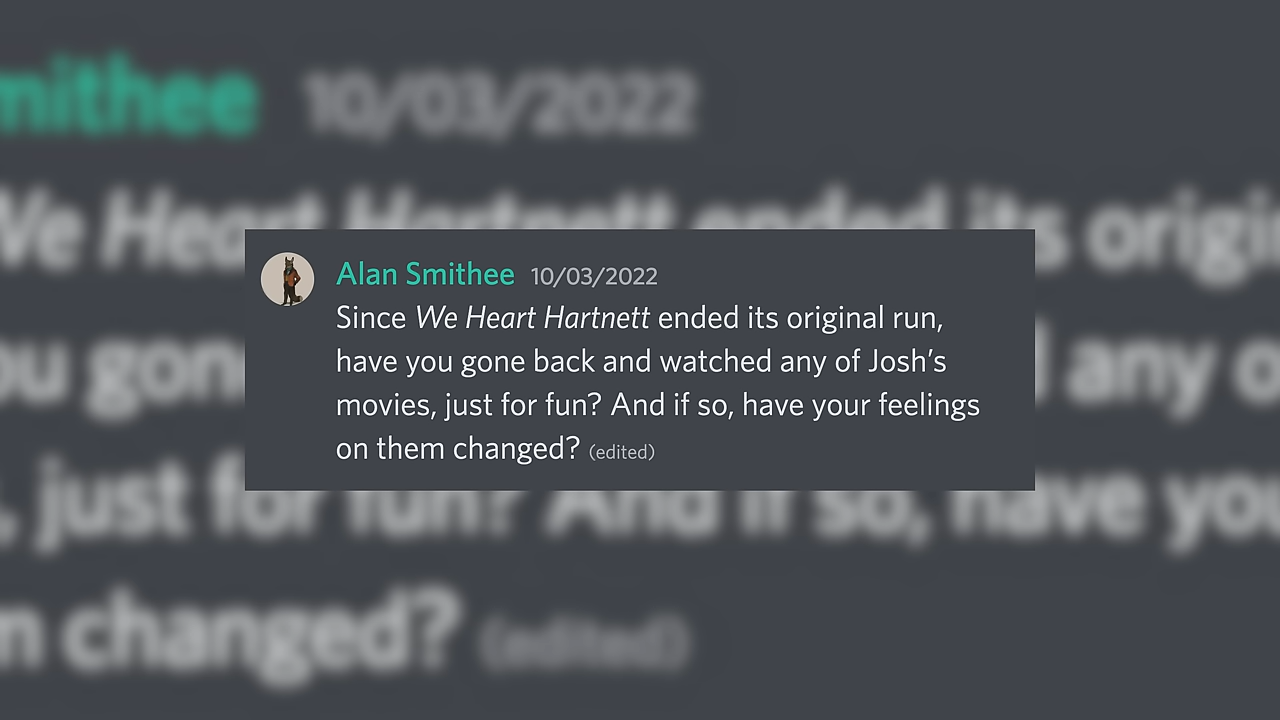 Alan Smithee 10/03/2022
Since We Heart Hartnett ended its original run,
have you gone back and watched any of Josh's
movies, just for fun? And if so, have your feelings
on them changed? (edited)